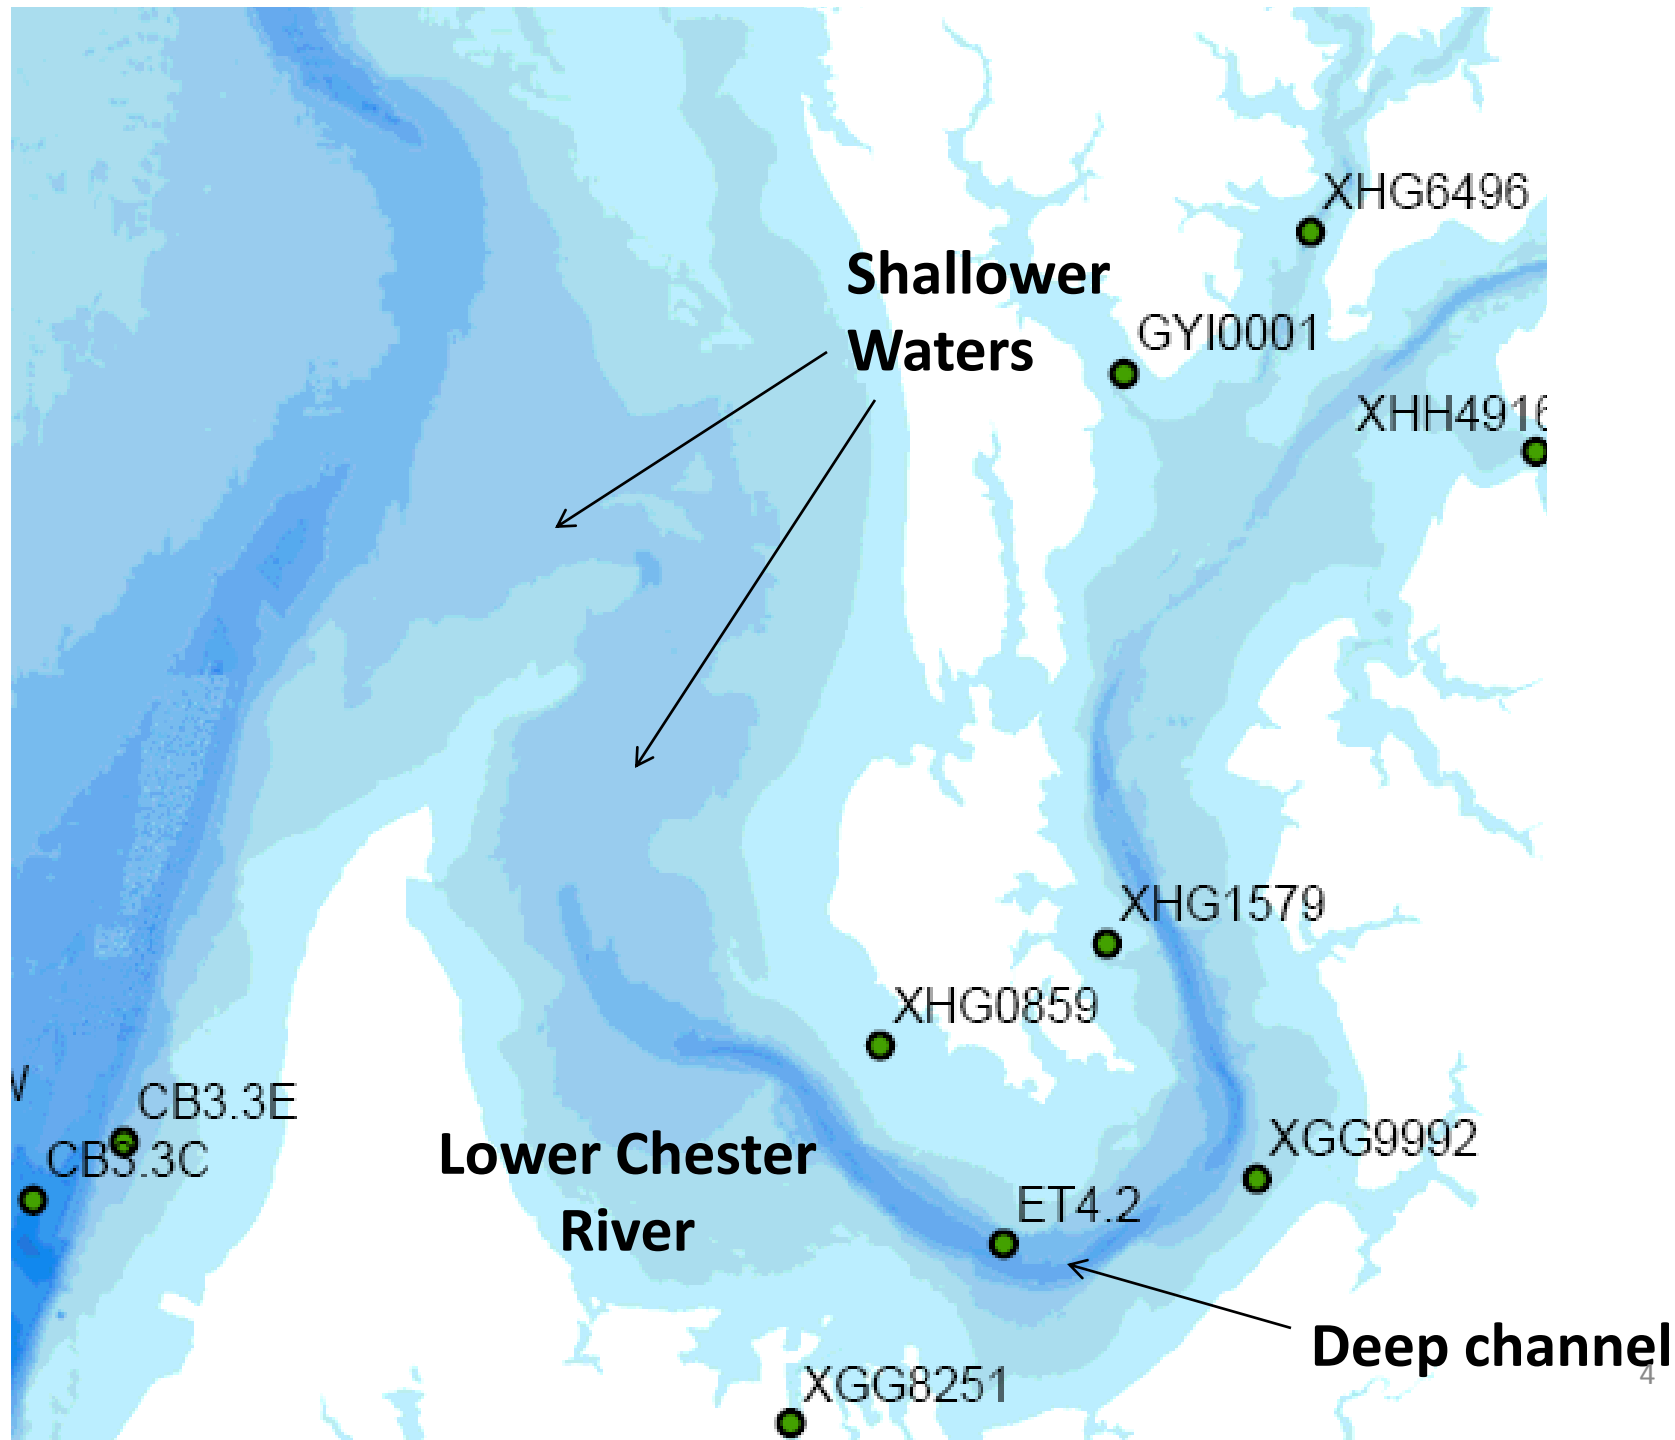 XHG6496
Shallower
Waters
GYI0001
XHH4916
XHG1579
XHG0859
CB3.3E
CB3.3C
Lower Chester
River
XGG9992
ET4.2
Deep channel
4
XGG8251